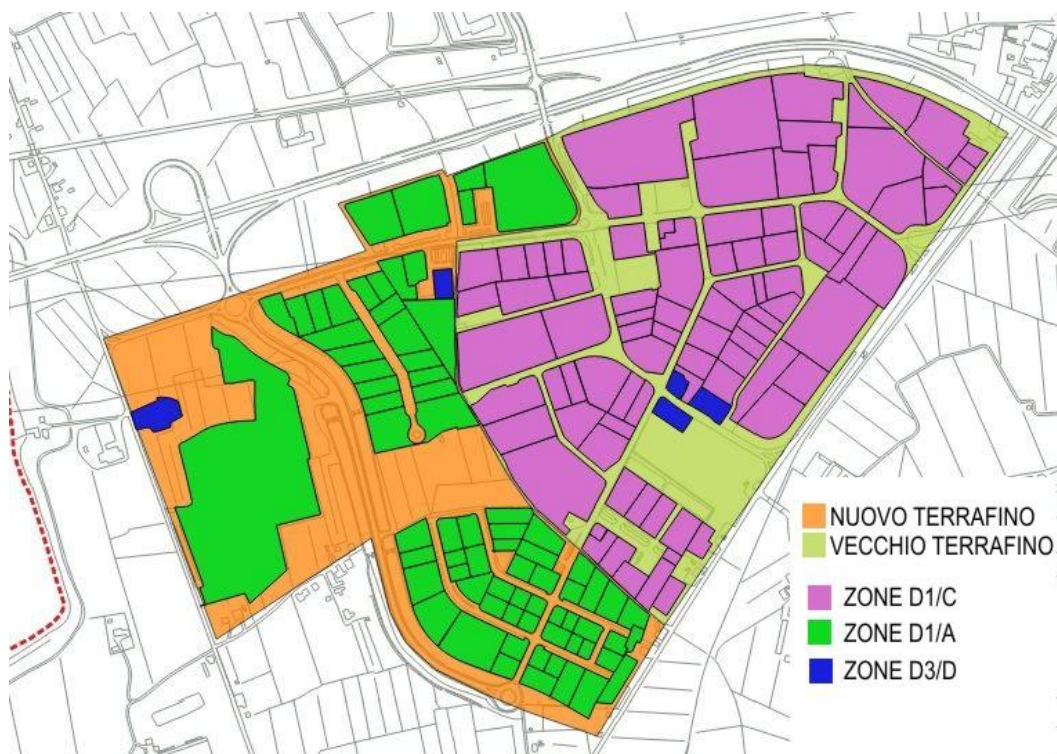 NUOVO TERRAFINO
VECCHIO TERRAFINO
ZONE D1/C
ZONE D1/A
ZONE D3/D